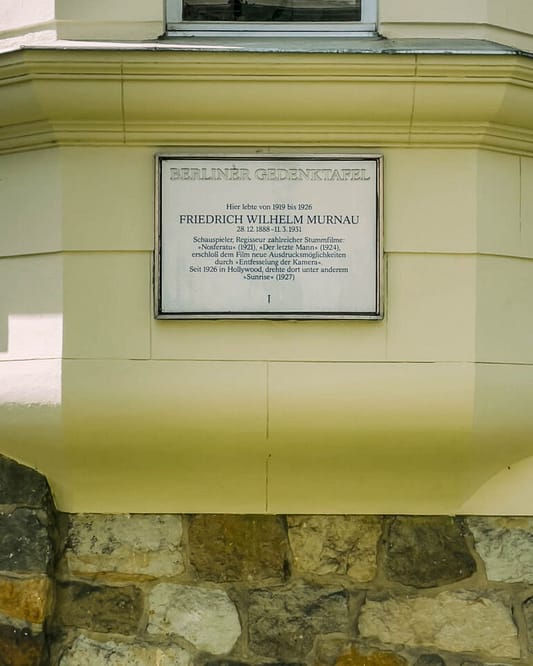 BERLINER GEDENKTAFEL
Hier lebte von 1919 bis 1926
FRIEDRICH WILHELM MURNAU
28.12.1888 - 11.3.1931
Schauspieler, Regisseur zahlreicher Stummfilme:
»Nosferatu« (1921), »Der letzte Mann« (1924),
erschloß dem Film neue Ausdrucksmöglichkeiten
durch »Entfesselung der Kamera«.
Seit 1926 in Hollywood, drehte dort unter anderem
»Sunrise« (1927)